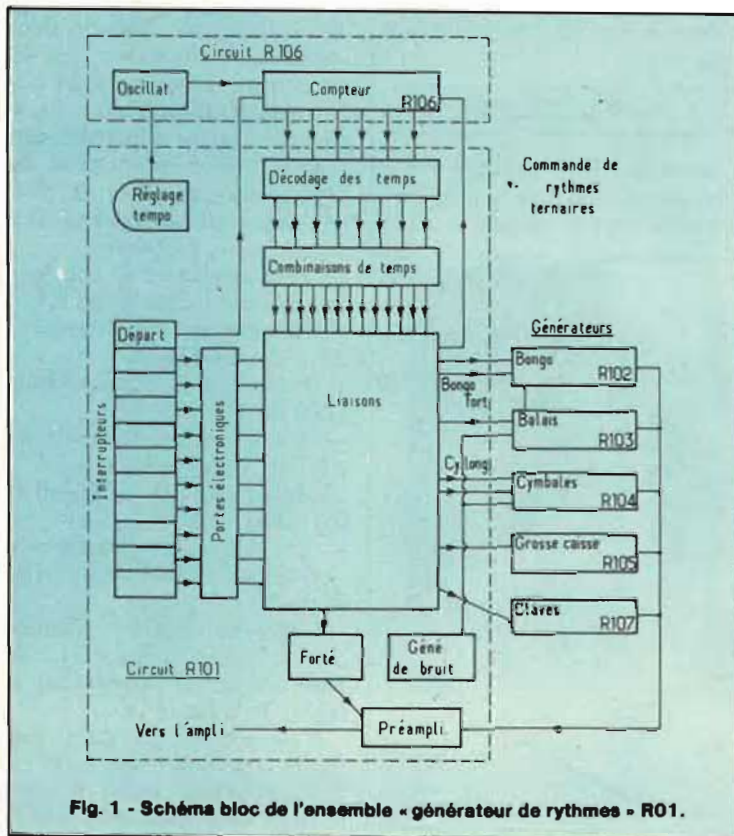 Circuit R106
Oscillat.
Compteur
R106
Réglage
tempo
Décodage des temps
Commande de
rythmes
ternaires
Combinaisons de temps
Départ
Interrupteurs
Portes électroniques
Liaisons
Générateurs
Bongo
R102
Bongo
fort
Balais
R103
Cy. long
Cymbales
R104
Grosse caisse
R105
Claves
R107
Forté
Géné
de bruit
Circuit R101
Vers l'ampli
Préampli
Fig. 1 - Schéma bloc de l'ensemble « générateur de rythmes » R01.